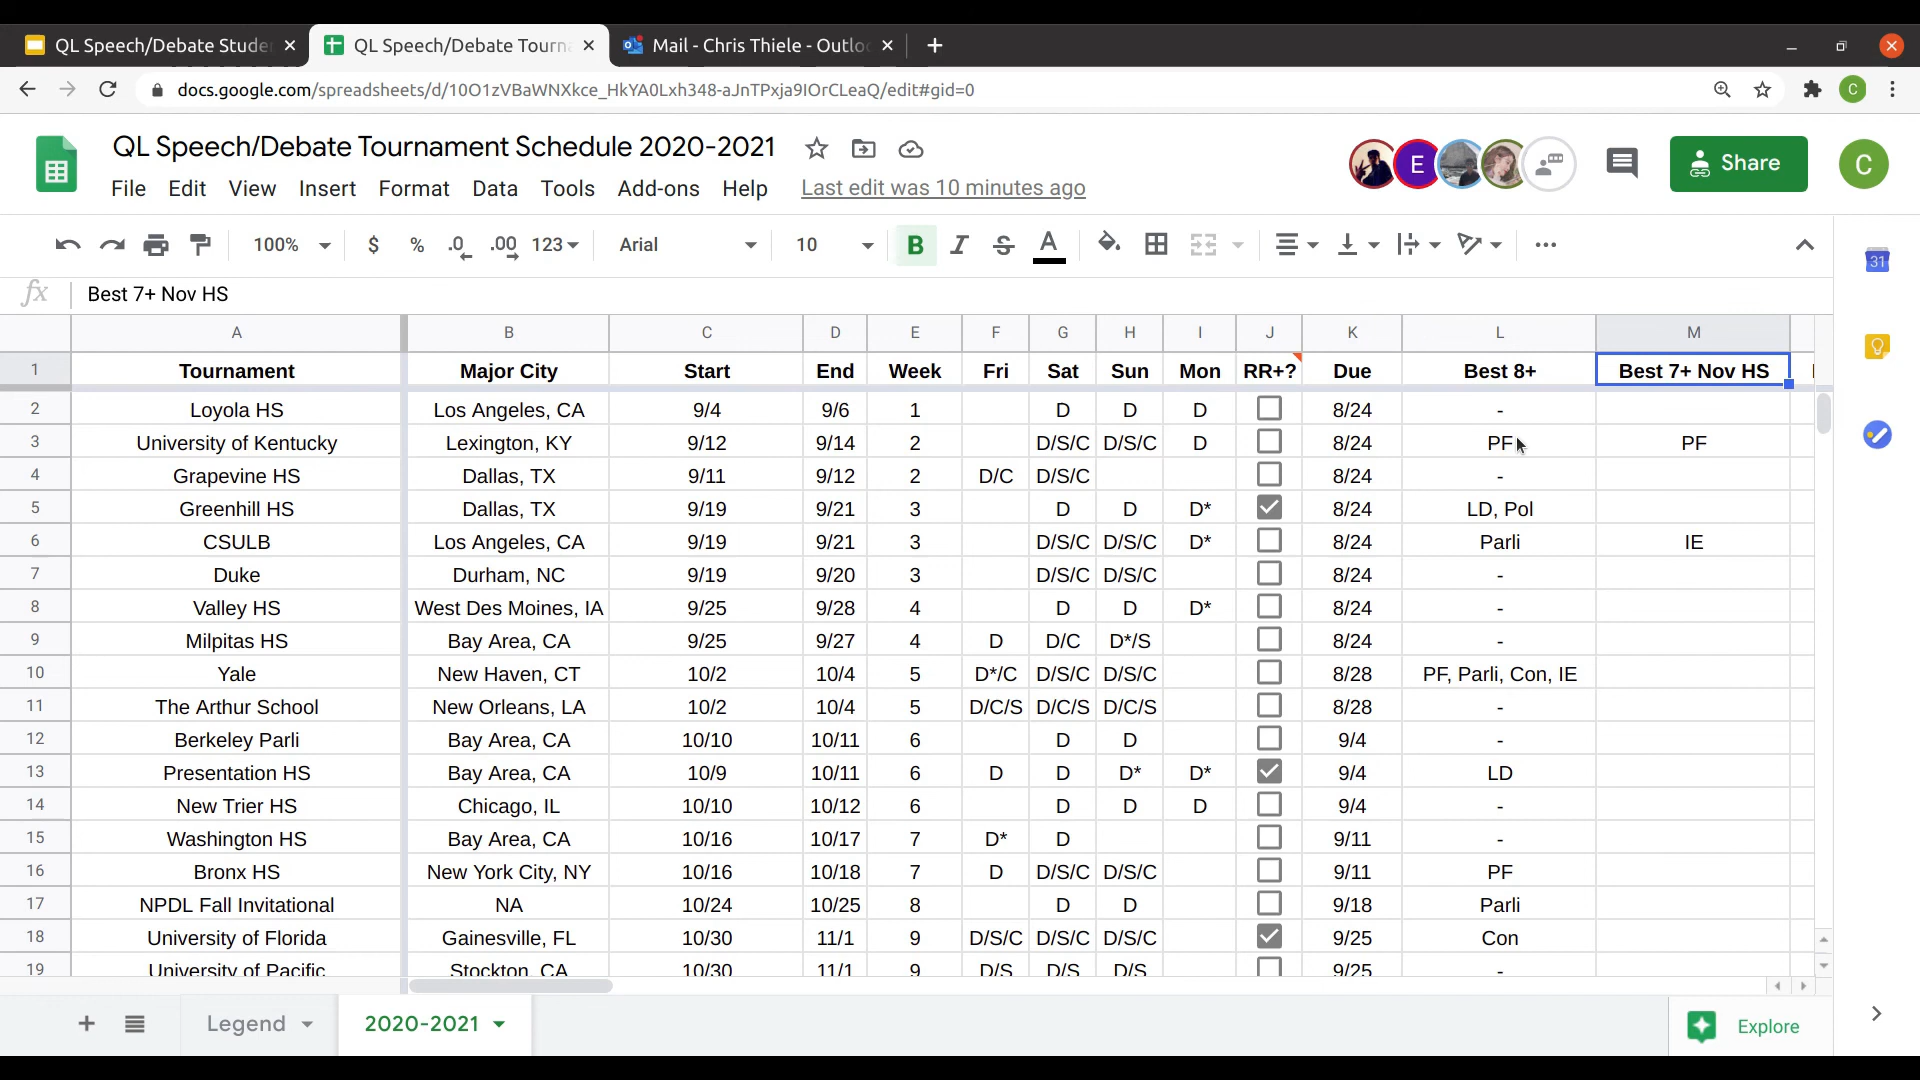 QL Speech/Debate Stude
QL Speech/Debate Tourn
Mail - Chris Thiele - Outlo
docs.google.com/spreadsheets/d/10O1zVBaWNXkce_HkYA0Lxh348-aJnTPxja9IOrCLeaQ/edit#gid=0
C
QL Speech/Debate Tournament Schedule 2020-2021
File Edit View Insert Format Data Tools Add-ons Help Last edit was 10 minutes ago
E
Share
C
100% $ % .0 .00 123 Arial 10 B I S A
31
fx Best 7+ Nov HS
A B C D E F G H I J K L M
1 Tournament Major City Start End Week Fri Sat Sun Mon RR+? Due Best 8+ Best 7+ Nov HS
2 Loyola HS Los Angeles, CA 9/4 9/6 1 D D D 8/24 -
3 University of Kentucky Lexington, KY 9/12 9/14 2 D/S/C D/S/C D 8/24 PF PF
4 Grapevine HS Dallas, TX 9/11 9/12 2 D/C D/S/C 8/24 -
5 Greenhill HS Dallas, TX 9/19 9/21 3 D D D* 8/24 LD, Pol
6 CSULB Los Angeles, CA 9/19 9/21 3 D/S/C D/S/C D* 8/24 Parli IE
7 Duke Durham, NC 9/19 9/20 3 D/S/C D/S/C 8/24 -
8 Valley HS West Des Moines, IA 9/25 9/28 4 D D D* 8/24 -
9 Milpitas HS Bay Area, CA 9/25 9/27 4 D D/C D*/S 8/24 -
10 Yale New Haven, CT 10/2 10/4 5 D*/C D/S/C D/S/C 8/28 PF, Parli, Con, IE
11 The Arthur School New Orleans, LA 10/2 10/4 5 D/C/S D/C/S D/C/S 8/28 -
12 Berkeley Parli Bay Area, CA 10/10 10/11 6 D D 9/4 -
13 Presentation HS Bay Area, CA 10/9 10/11 6 D D D* D* 9/4 LD
14 New Trier HS Chicago, IL 10/10 10/12 6 D D D 9/4 -
15 Washington HS Bay Area, CA 10/16 10/17 7 D* D 9/11 -
16 Bronx HS New York City, NY 10/16 10/18 7 D D/S/C D/S/C 9/11 PF
17 NPDL Fall Invitational NA 10/24 10/25 8 D D 9/18 Parli
18 University of Florida Gainesville, FL 10/30 11/1 9 D/S/C D/S/C D/S/C 9/25 Con
19 University of Pacific Stockton, CA 10/30 11/1 9 D/S D/S D/S 9/25 -
Legend 2020-2021 Explore